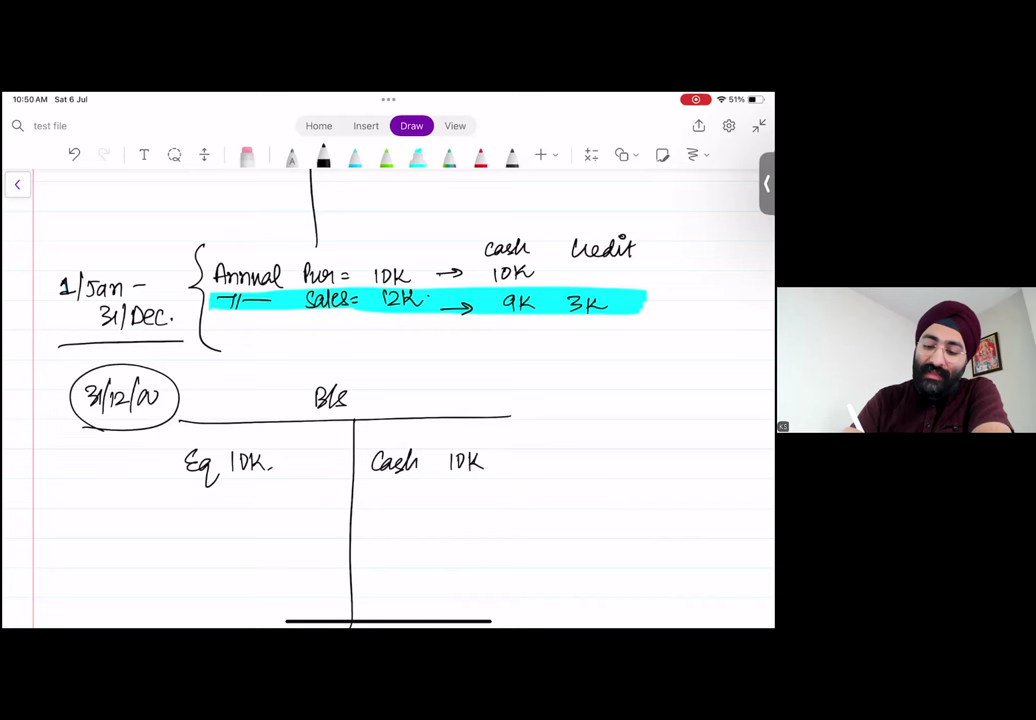 10:50 AM Sat 6 Jul
51%
test file
Home Insert Draw View
Cash Credit
Annual Pur = 10K → 10K
1/Jan -
31/Dec.
–〃– Sales= 12K. → 9K 3K
31/12/00
B/S
Eq 10K.
Cash 10K
KS